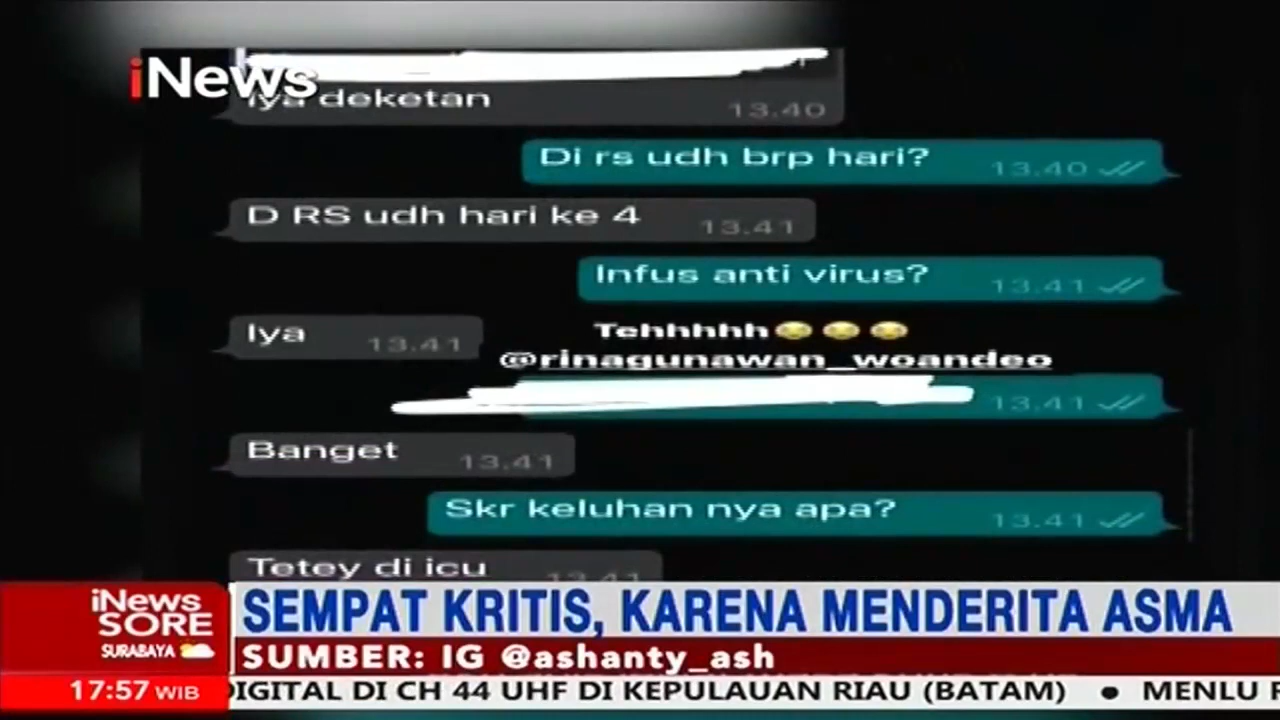 iNews
Iya deketan
13.40
Di rs udh brp hari?
13.40
D RS udh hari ke 4
13.41
Infus anti virus?
13.41
Iya
13.41
Tehhhhhh😂😂😂
@rinagunawan_woandeo
13.41
Banget
13.41
Skr keluhan nya apa?
13.41
Tetey di icu
13.41
iNews
SORE
SURABAYA
SEMPAT KRITIS, KARENA MENDERITA ASMA
SUMBER: IG @ashanty_ash
17:57 WIB
DIGITAL DI CH 44 UHF DI KEPULAUAN RIAU (BATAM) ● MENLU